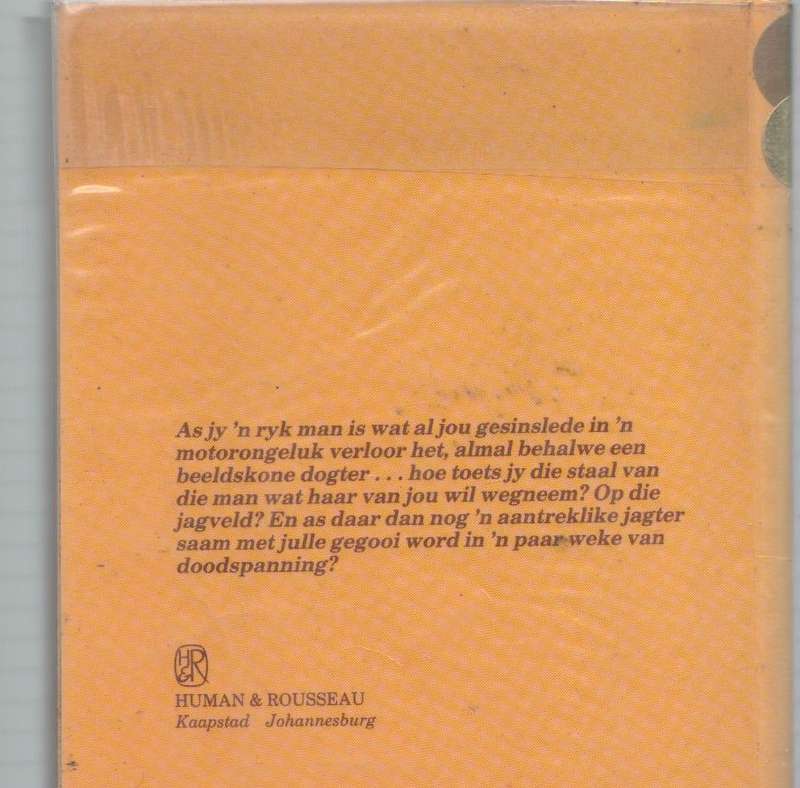 As jy 'n ryk man is wat al jou gesinslede in 'n
motorongeluk verloor het, almal behalwe een
beeldskone dogter . . . hoe toets jy die staal van
die man wat haar van jou wil wegneem? Op die
jagveld? En as daar dan nog 'n aantreklike jagter
saam met julle gegooi word in 'n paar weke van
doodspanning?
H&R
HUMAN & ROUSSEAU
Kaapstad Johannesburg